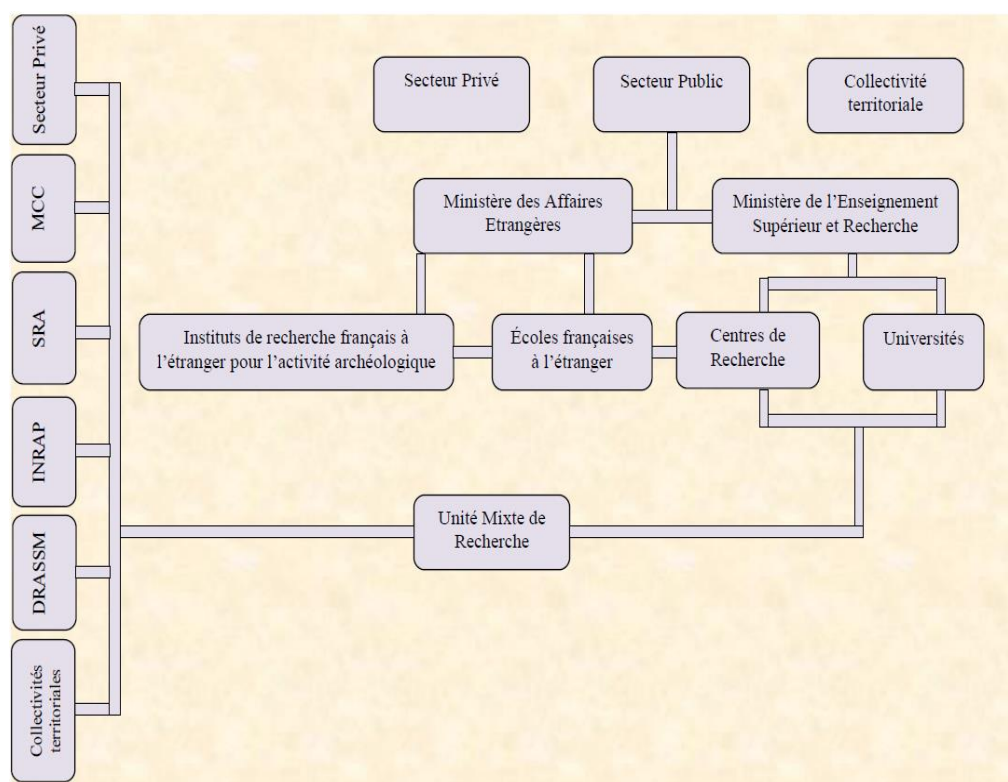 Secteur Privé
MCC
SRA
INRAP
DRASSM
Collectivités
territoriales
Secteur Privé
Secteur Public
Collectivité
territoriale
Ministère des Affaires
Etrangères
Ministère de l’Enseignement
Supérieur et Recherche
Instituts de recherche français à
l’étranger pour l’activité archéologique
Écoles françaises
à l’étranger
Centres de
Recherche
Universités
Unité Mixte de
Recherche